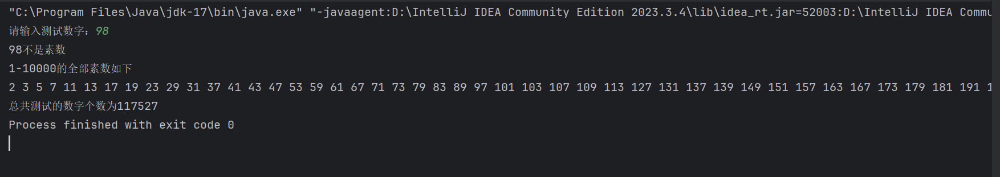 "C:\Program Files\Java\jdk-17\bin\java.exe" "-javaagent:D:\IntelliJ IDEA Community Edition 2023.3.4\lib\idea_rt.jar=52003:D:\IntelliJ IDEA Commu
请输入测试数字：98
98不是素数
1-10000的全部素数如下
2 3 5 7 11 13 17 19 23 29 31 37 41 43 47 53 59 61 67 71 73 79 83 89 97 101 103 107 109 113 127 131 137 139 149 151 157 163 167 173 179 181 191 1
总共测试的数字个数为117527
Process finished with exit code 0